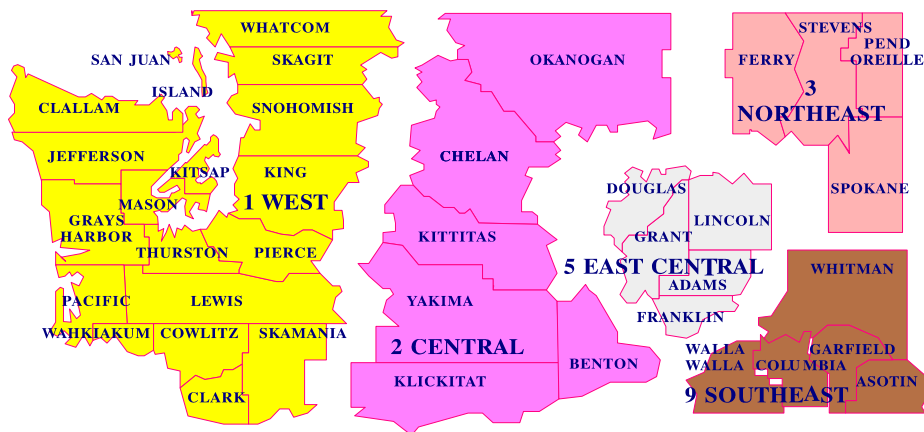 WHATCOM
SAN JUAN
SKAGIT
ISLAND
SNOHOMISH
CLALLAM
JEFFERSON
KITSAP
KING
MASON
1 WEST
GRAYS
HARBOR
THURSTON
PIERCE
PACIFIC
LEWIS
WAHKIAKUM
COWLITZ
SKAMANIA
CLARK
OKANOGAN
CHELAN
KITTITAS
YAKIMA
2 CENTRAL
BENTON
KLICKITAT
STEVENS
FERRY
PEND
OREILLE
3
NORTHEAST
SPOKANE
DOUGLAS
LINCOLN
GRANT
5 EAST CENTRAL
ADAMS
FRANKLIN
WHITMAN
WALLA
WALLA
GARFIELD
COLUMBIA
ASOTIN
9 SOUTHEAST